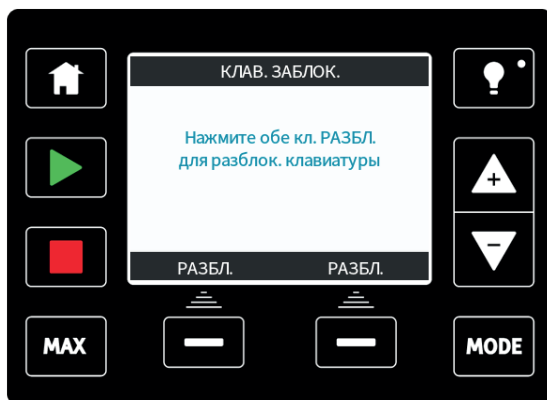 КЛАВ. ЗАБЛОК.
Нажмите обе кл. РАЗБЛ.
для разблок. клавиатуры
+
−
РАЗБЛ. РАЗБЛ.
MAX
MODE